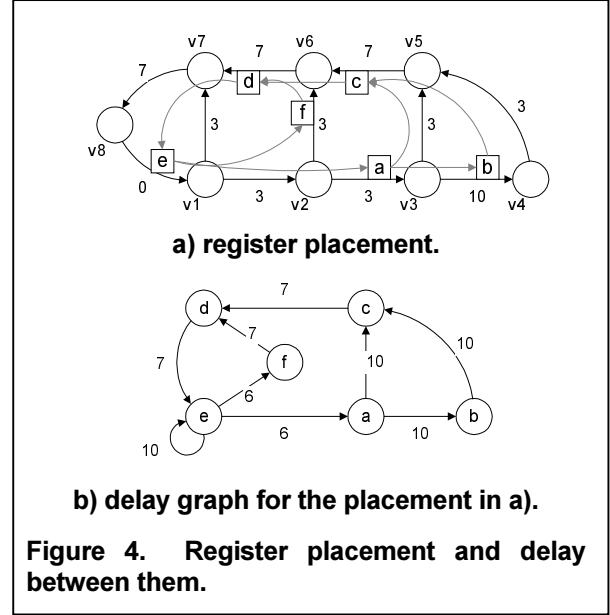 v7 7 v6 7 v5
7 d c 3
f
v8 3 3 3
e a b
0 v1 3 v2 3 v3 10 v4
a) register placement.
7
d c
7 7 10
f 10
6
e a b
10 6 10
b) delay graph for the placement in a).
Figure 4. Register placement and delay
between them.